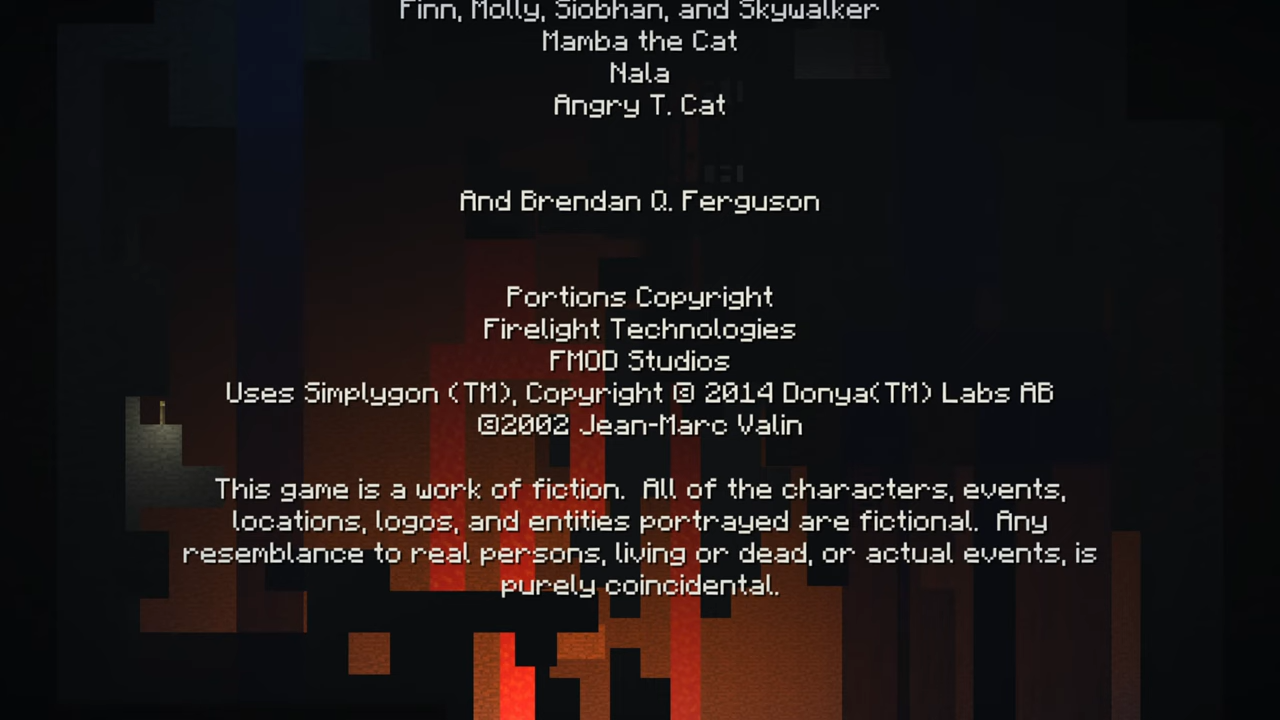 Finn, Molly, Siobhan, and Skywalker
Mamba the Cat
Nala
Angry T. Cat
And Brendan Q. Ferguson
Portions Copyright
Firelight Technologies
FMOD Studios
Uses Simplygon (TM), Copyright © 2014 Donya(TM) Labs AB
©2002 Jean-Marc Valin
This game is a work of fiction.  All of the characters, events,
locations, logos, and entities portrayed are fictional.  Any
resemblance to real persons, living or dead, or actual events, is
purely coincidental.